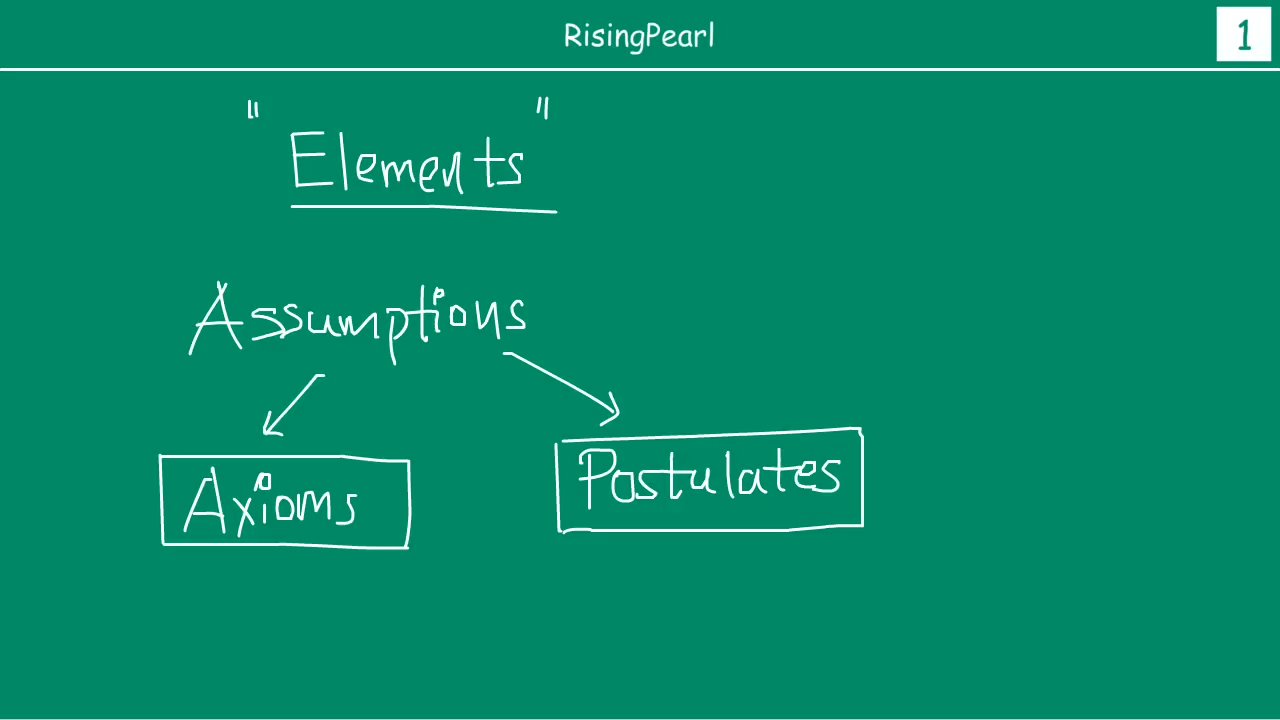 RisingPearl
1
"Elements"
Assumptions
Axioms
Postulates